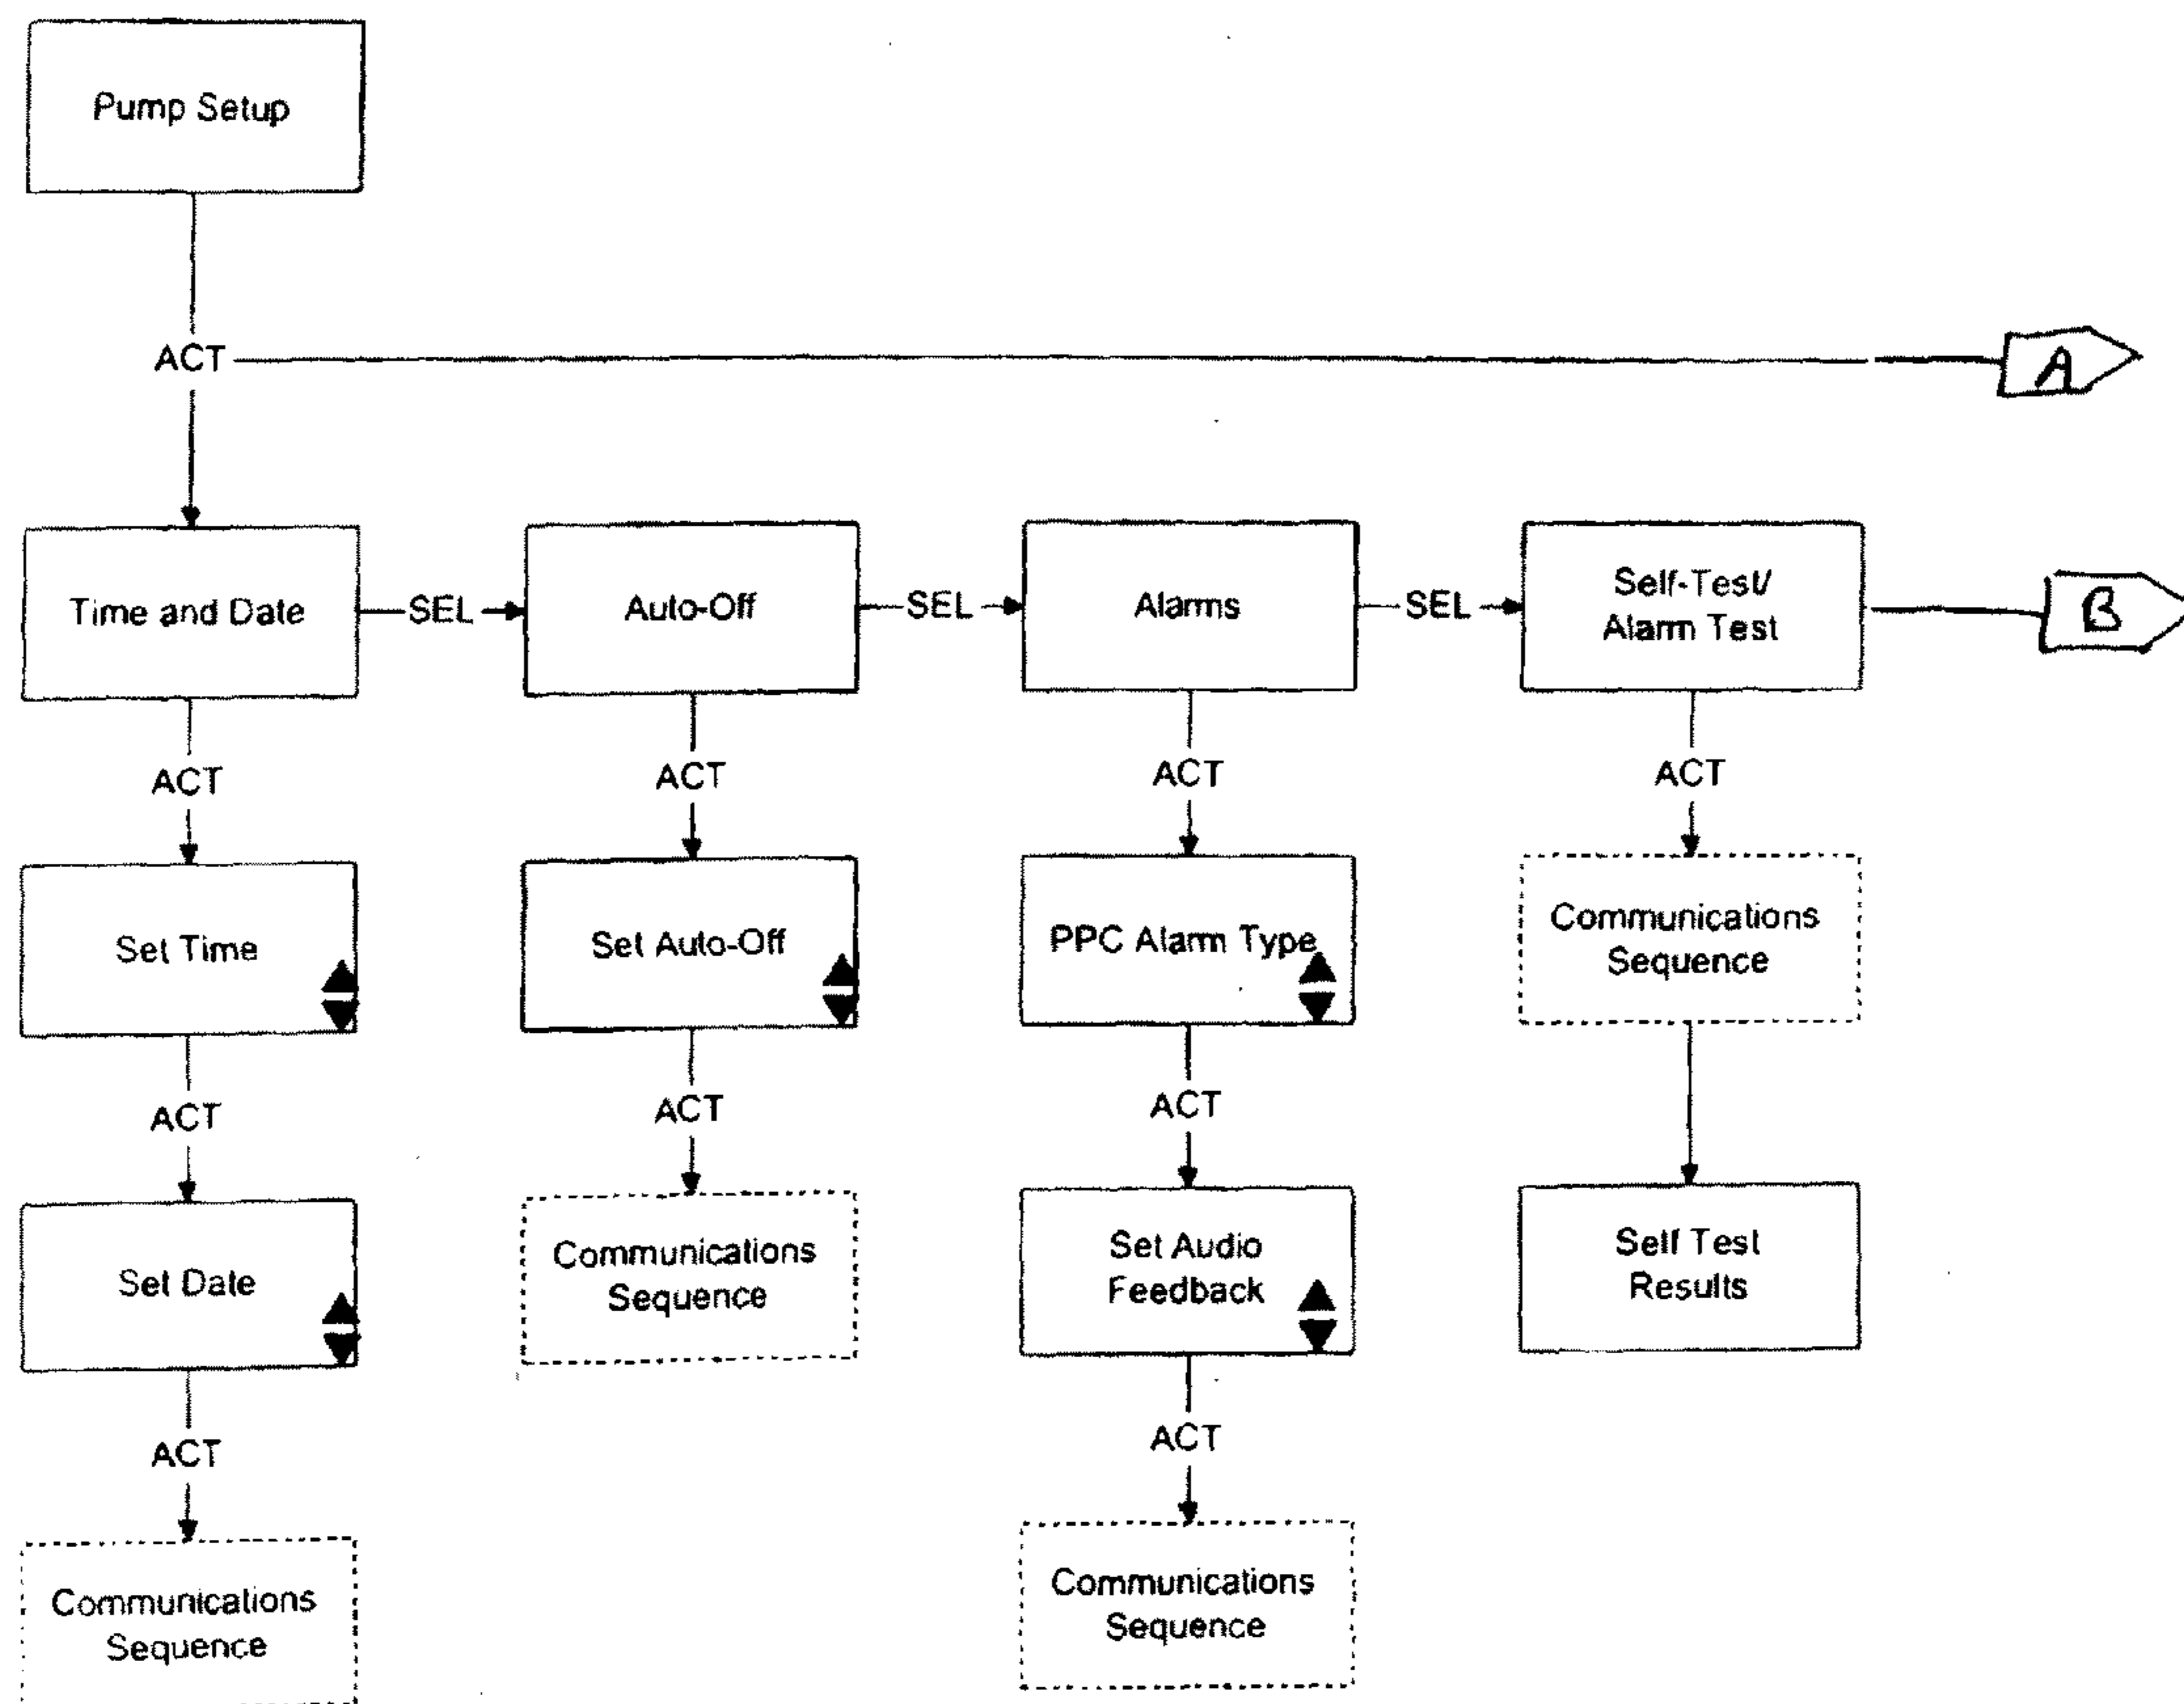 Pump Setup
ACT
A
Time and Date
SEL
Auto-Off
SEL
Alarms
SEL
Self-Test/
Alarm Test
B
ACT
ACT
ACT
ACT
Set Time
Set Auto-Off
PPC Alarm Type
Communications
Sequence
ACT
ACT
ACT
Set Date
Communications
Sequence
Set Audio
Feedback
Self Test
Results
ACT
ACT
Communications
Sequence
Communications
Sequence